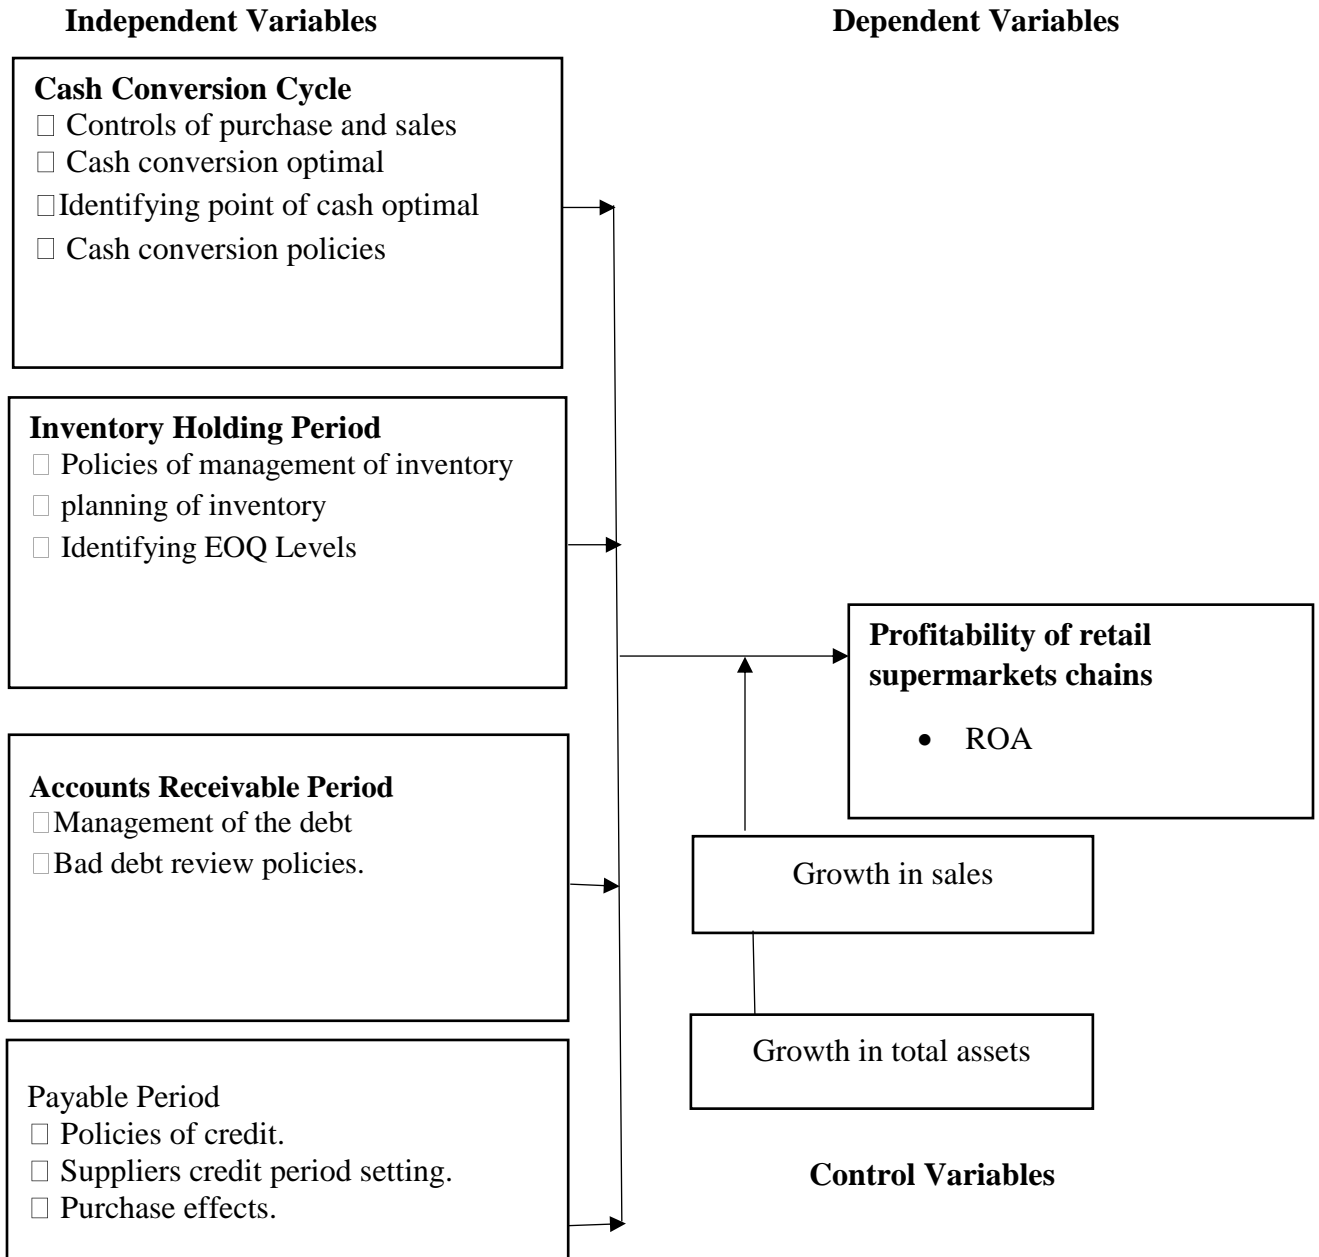 Independent Variables
Dependent Variables
Cash Conversion Cycle
□ Controls of purchase and sales
□ Cash conversion optimal
□Identifying point of cash optimal
□ Cash conversion policies
Inventory Holding Period
□ Policies of management of inventory
□ planning of inventory
□ Identifying EOQ Levels
Profitability of retail
supermarkets chains
• ROA
Accounts Receivable Period
□Management of the debt
□Bad debt review policies.
Growth in sales
Growth in total assets
Payable Period
□ Policies of credit.
□ Suppliers credit period setting.
□ Purchase effects.
Control Variables